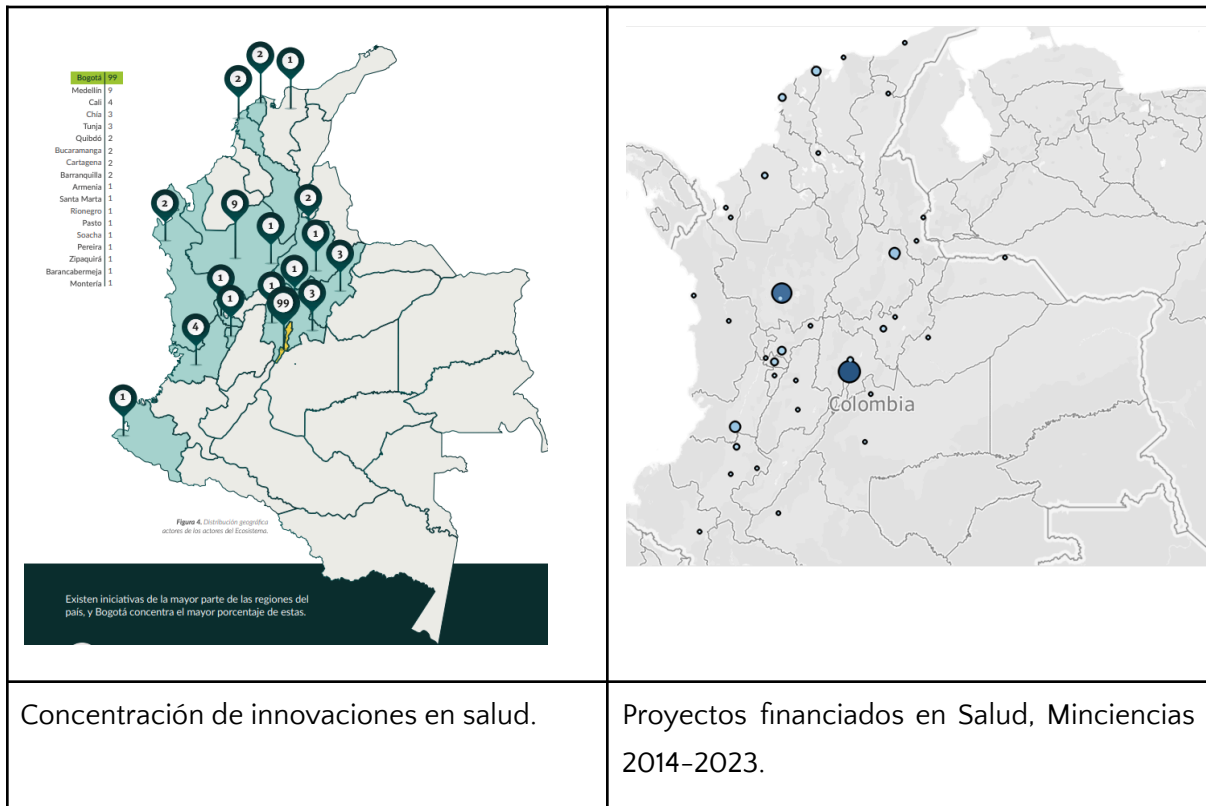 Bogotá 99
Medellín 9
Cali 4
Chía 3
Tunja 3
Quibdó 2
Bucaramanga 2
Cartagena 2
Barranquilla 2
Armenia 1
Santa Marta 1
Rionegro 1
Pasto 1
Soacha 1
Pereira 1
Zipaquirá 1
Barancabermeja 1
Montería 1
2
1
2
2
9
2
1
1
3
1
1
1
99
3
1
4
1
Figura 4. Distribución geográfica
actores de los actores del Ecosistema.
Existen iniciativas de la mayor parte de las regiones del
país, y Bogotá concentra el mayor porcentaje de estas.
Colombia
Concentración de innovaciones en salud.
Proyectos financiados en Salud, Minciencias
2014-2023.